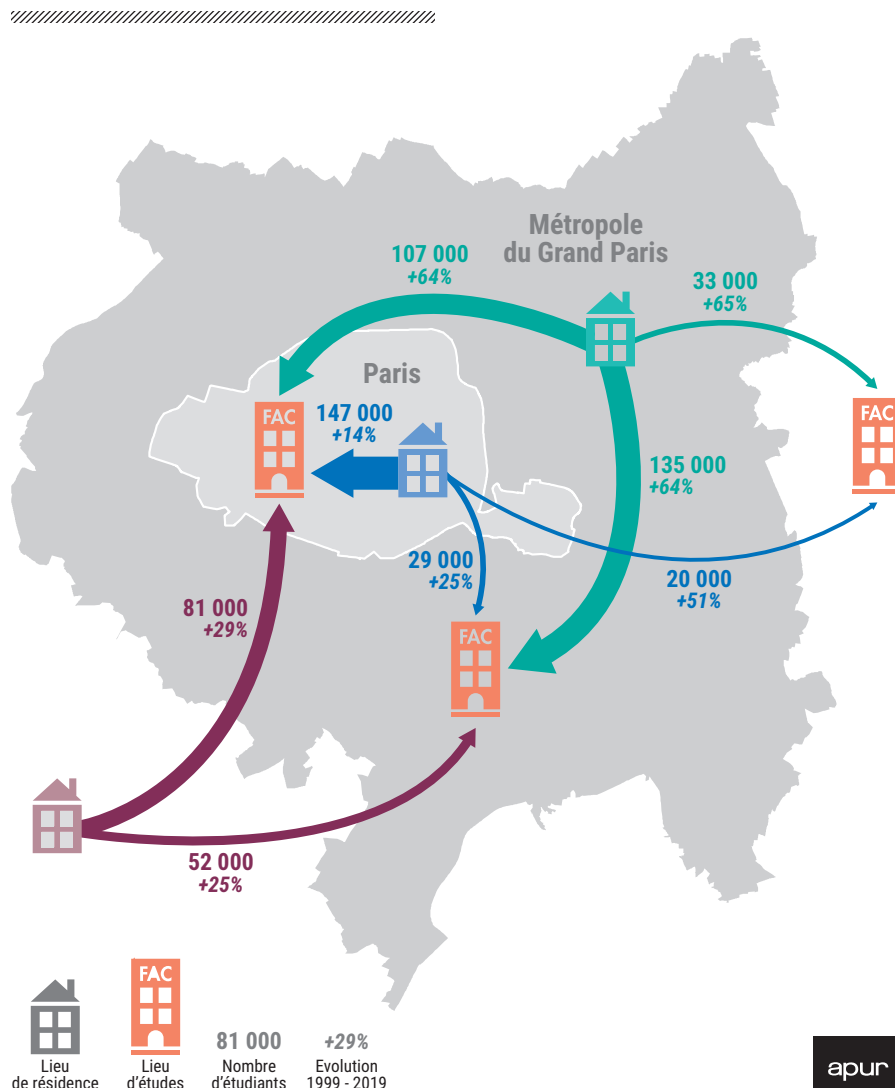 Métropole
du Grand Paris
107 000
+64%
33 000
+65%
Paris
FAC
147 000
+14%
FAC
135 000
+64%
29 000
+25%
20 000
+51%
81 000
+29%
FAC
52 000
+25%
FAC
81 000
+29%
Lieu
de résidence
Lieu
d'études
Nombre
d'étudiants
Evolution
1999 - 2019
apur